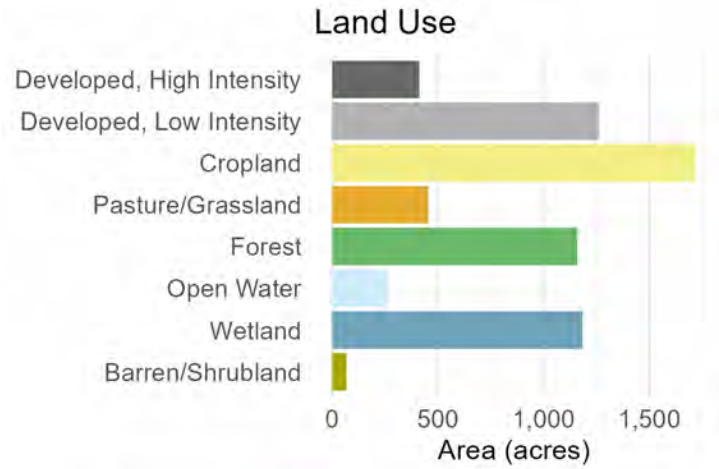 Land Use
Developed, High Intensity
Developed, Low Intensity
Cropland
Pasture/Grassland
Forest
Open Water
Wetland
Barren/Shrubland
0 500 1,000 1,500
Area (acres)